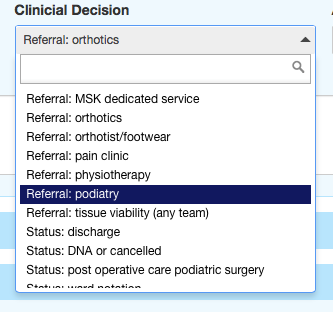 Clinicial Decision
Referral: orthotics
Referral: MSK dedicated service
Referral: orthotics
Referral: orthotist/footwear
Referral: pain clinic
Referral: physiotherapy
Referral: podiatry
Referral: tissue viability (any team)
Status: discharge
Status: DNA or cancelled
Status: post operative care podiatric surgery
Status: ward notation